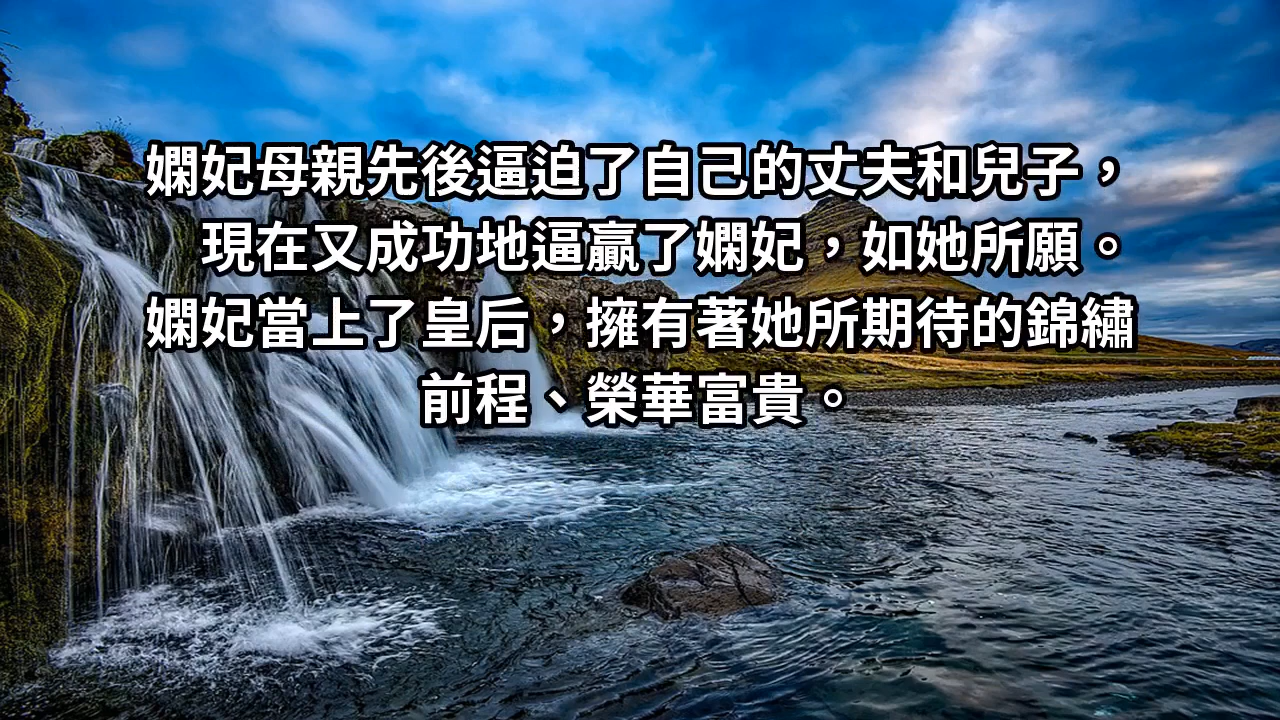 嫻妃母親先後逼迫了自己的丈夫和兒子，
現在又成功地逼贏了嫻妃，如她所願。
嫻妃當上了皇后，擁有著她所期待的錦繡
前程、榮華富貴。